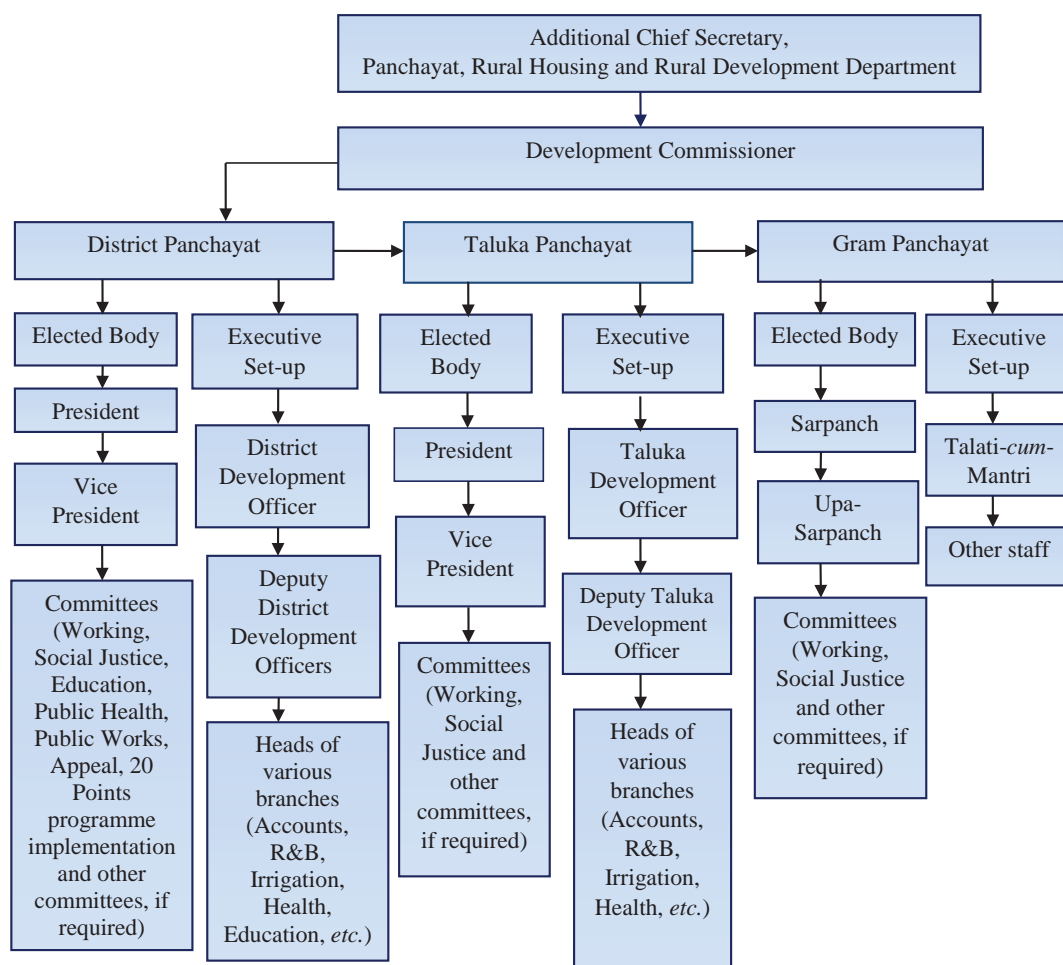 Additional Chief Secretary,
Panchayat, Rural Housing and Rural Development Department
Development Commissioner
District Panchayat
Taluka Panchayat
Gram Panchayat
Elected Body
President
Vice
President
Committees
(Working,
Social Justice,
Education,
Public Health,
Public Works,
Appeal, 20
Points
programme
implementation
and other
committees, if
required)
Executive
Set-up
District
Development
Officer
Deputy
District
Development
Officers
Heads of
various
branches
(Accounts,
R&B,
Irrigation,
Health,
Education, etc.)
Elected
Body
President
Vice
President
Committees
(Working,
Social
Justice and
other
committees,
if required)
Executive
Set-up
Taluka
Development
Officer
Deputy Taluka
Development
Officer
Heads of
various
branches
(Accounts,
R&B,
Irrigation,
Health, etc.)
Elected Body
Sarpanch
Upa-
Sarpanch
Committees
(Working,
Social Justice
and other
committees, if
required)
Executive
Set-up
Talati-cum-
Mantri
Other staff